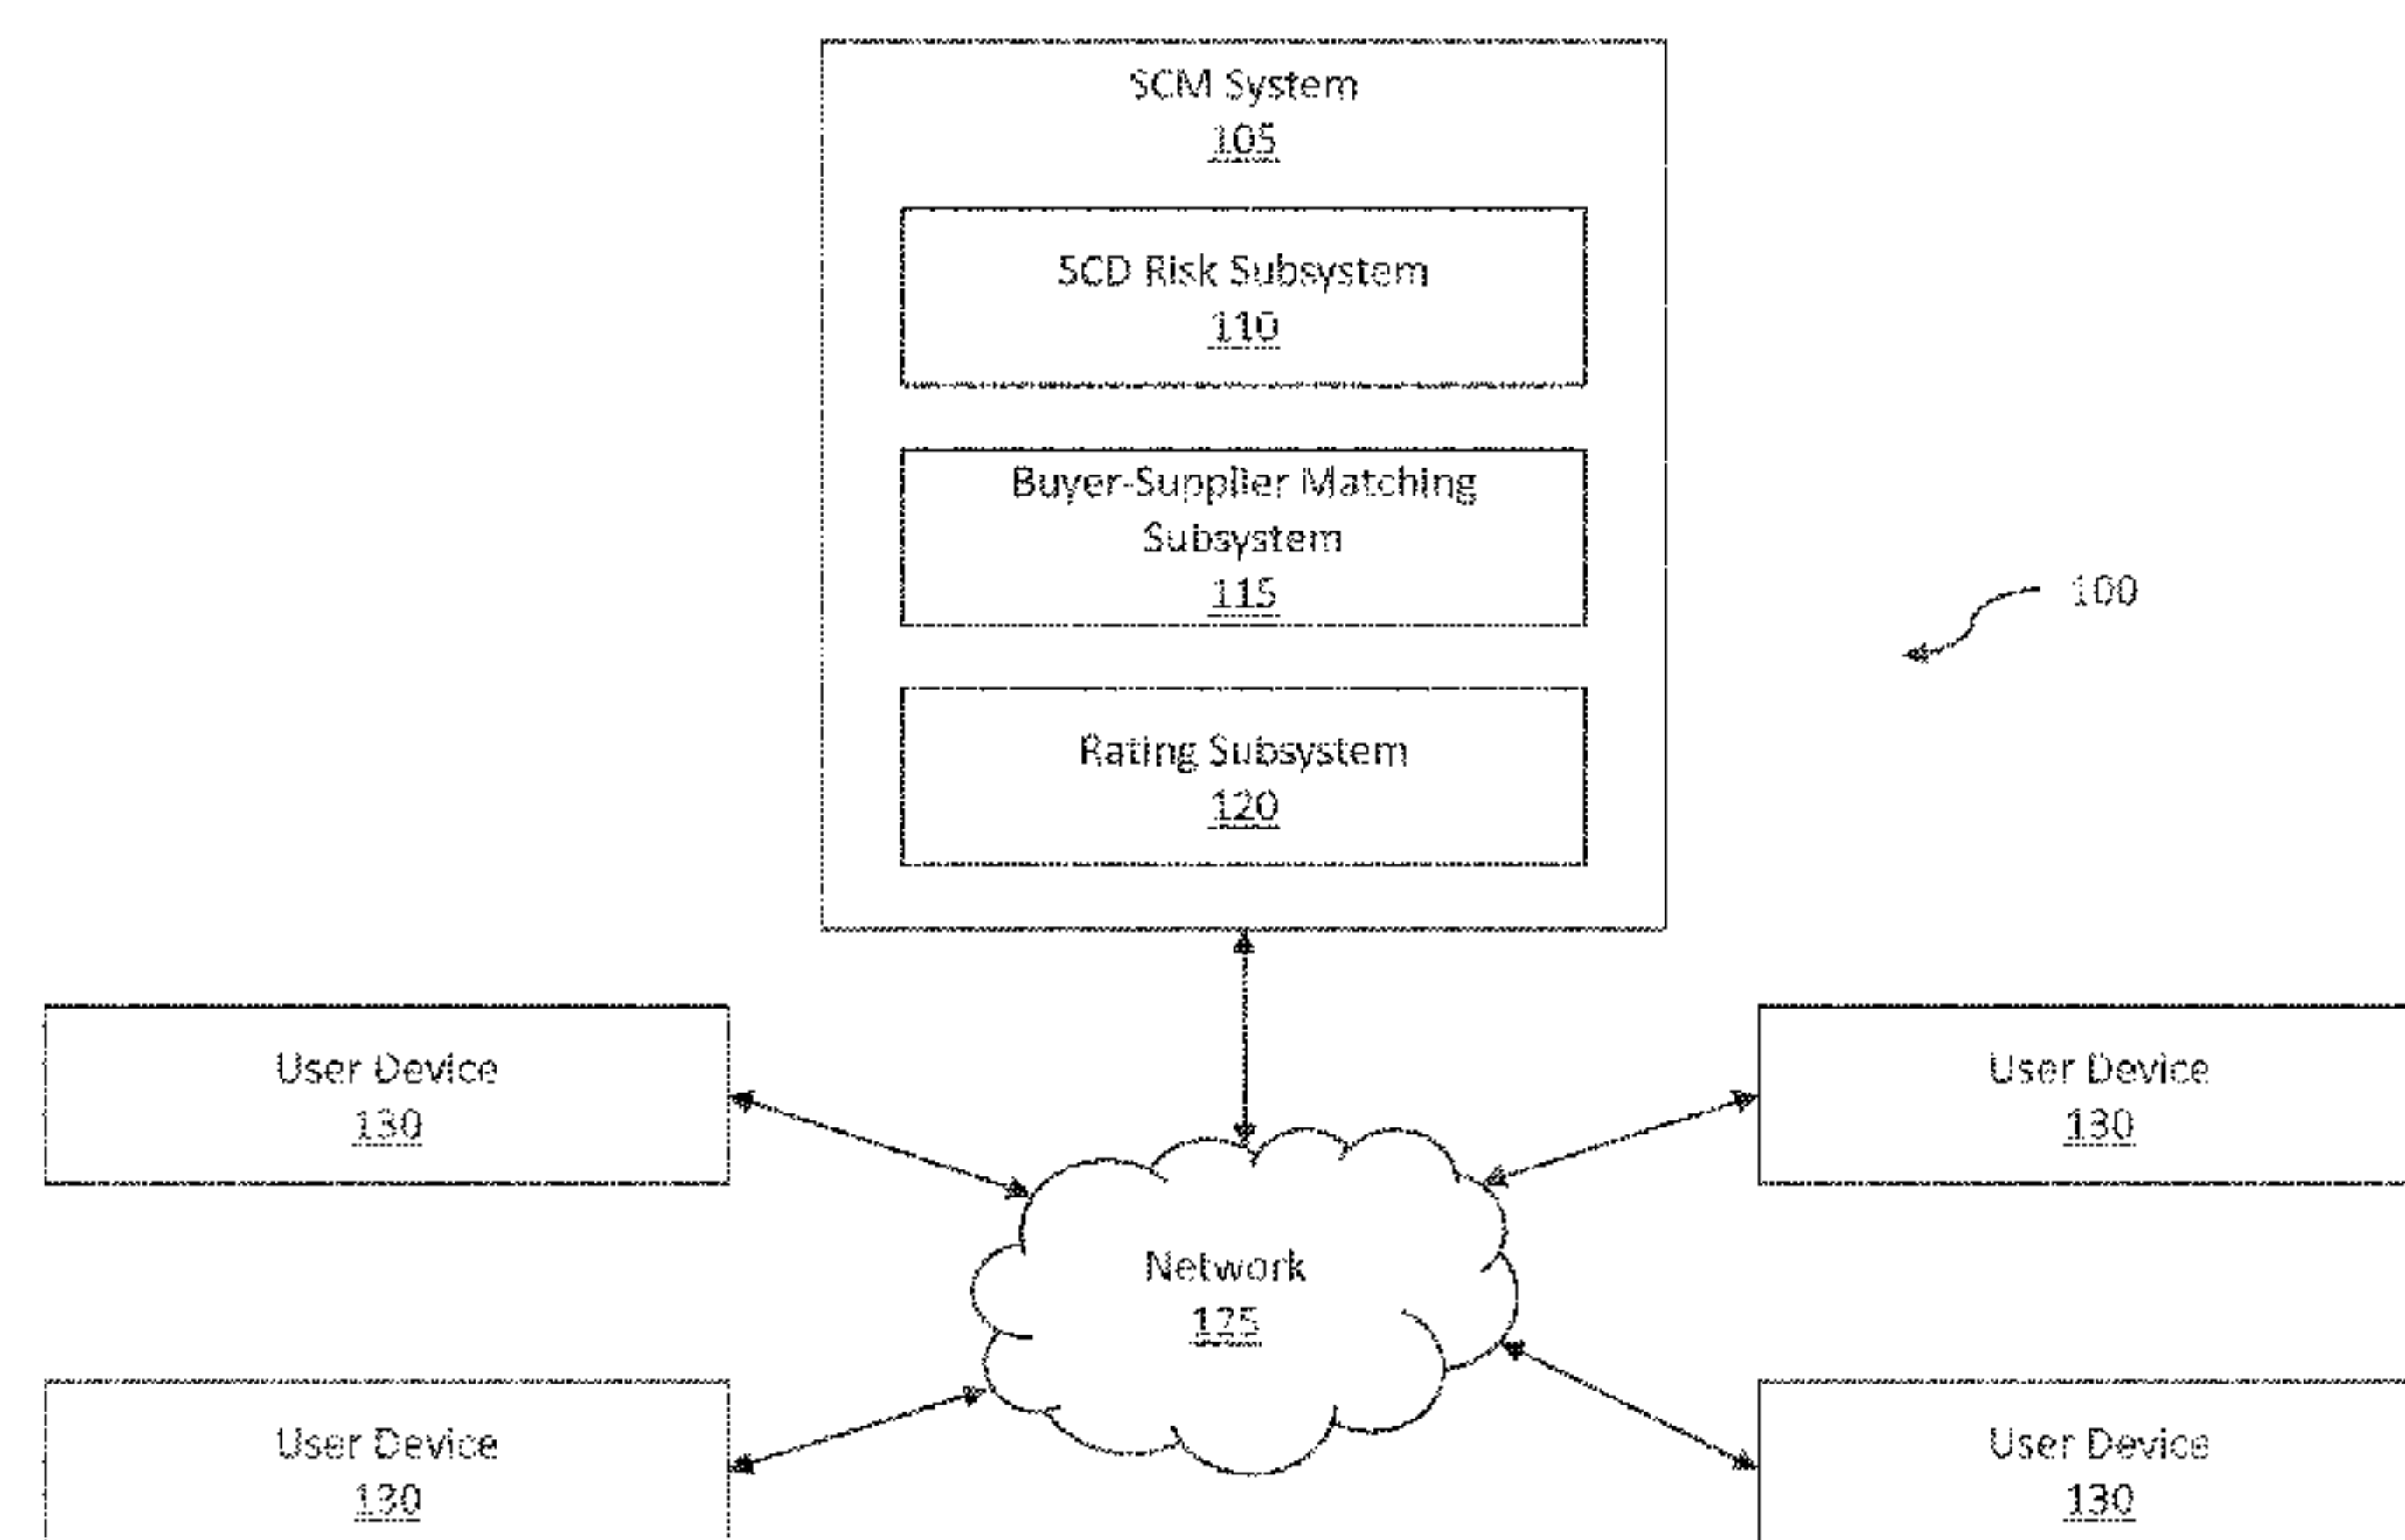 SCM System
105
SCD Risk Subsystem
110
Buyer-Supplier Matching
Subsystem
115
100
Rating Subsystem
120
User Device
130
User Device
130
Network
125
User Device
130
User Device
130